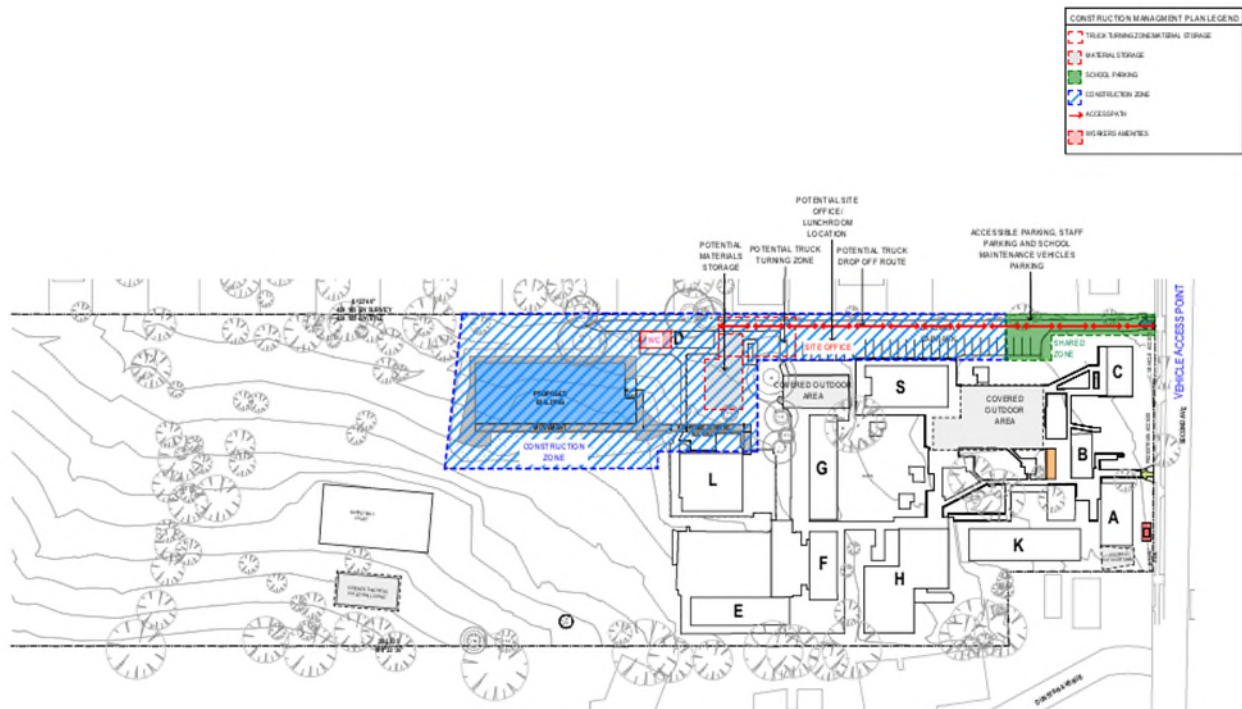 CONSTRUCTION MANAGMENT PLAN LEGEND
TRUCK TURNING ZONE/MATERIAL STORAGE
MATERIAL STORAGE
SCHOOL PARKING
CONSTRUCTION ZONE
ACCESS PATH
WORKERS AMENITIES
POTENTIAL SITE
OFFICE/
LUNCHROOM
LOCATION
POTENTIAL
MATERIALS
STORAGE
POTENTIAL TRUCK
TURNING ZONE
POTENTIAL TRUCK
DROP OFF ROUTE
ACCESSIBLE PARKING, STAFF
PARKING AND SCHOOL
MAINTENANCE VEHICLES
PARKING
VEHICLE ACCESS POINT
SECOND AVE
WC
D
SITE OFFICE
SHARED
ZONE
C
S
COVERED OUTDOOR
AREA
COVERED
OUTDOOR
AREA
PROPOSED
BUILDING
CONSTRUCTION
ZONE
B
L
G
A
K
F
H
E